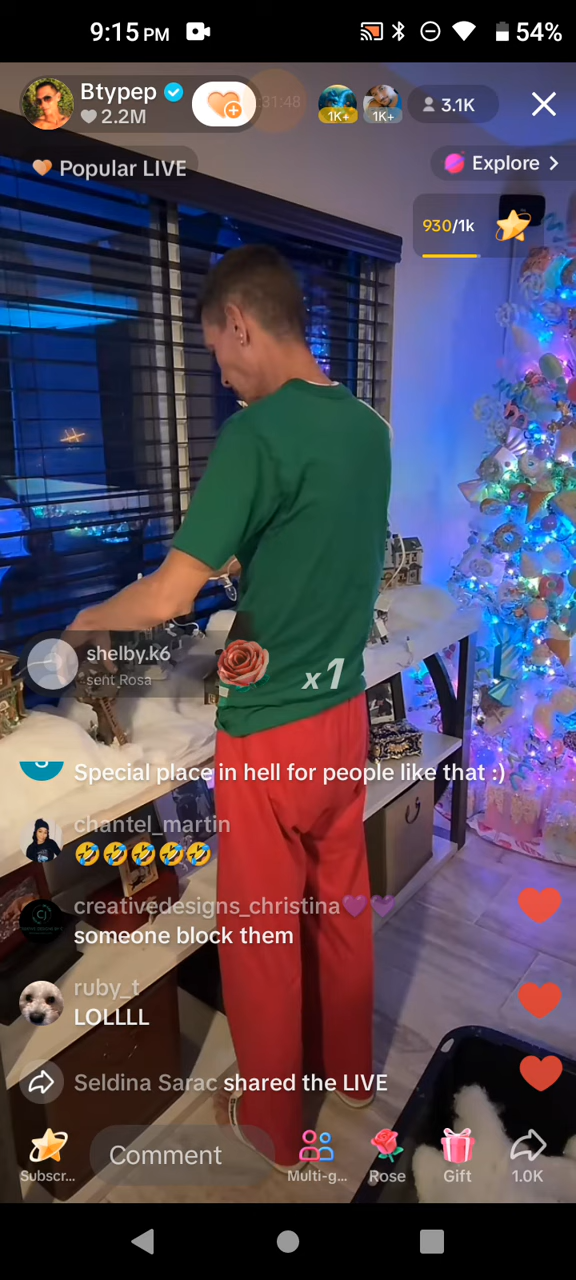 9:15 PM
54%
Btypep
2.2M
31:48
1K+
1K+
3.1K
Popular LIVE
Explore >
930/1k
shelby.k6
sent Rosa
x1
Special place in hell for people like that :)
chantel_martin
🤣🤣🤣🤣🤣
creativedesigns_christina💜💜
someone block them
ruby_t
LOLLLL
Seldina Sarac shared the LIVE
Subscr...
Comment
Multi-g...
Rose
Gift
1.0K